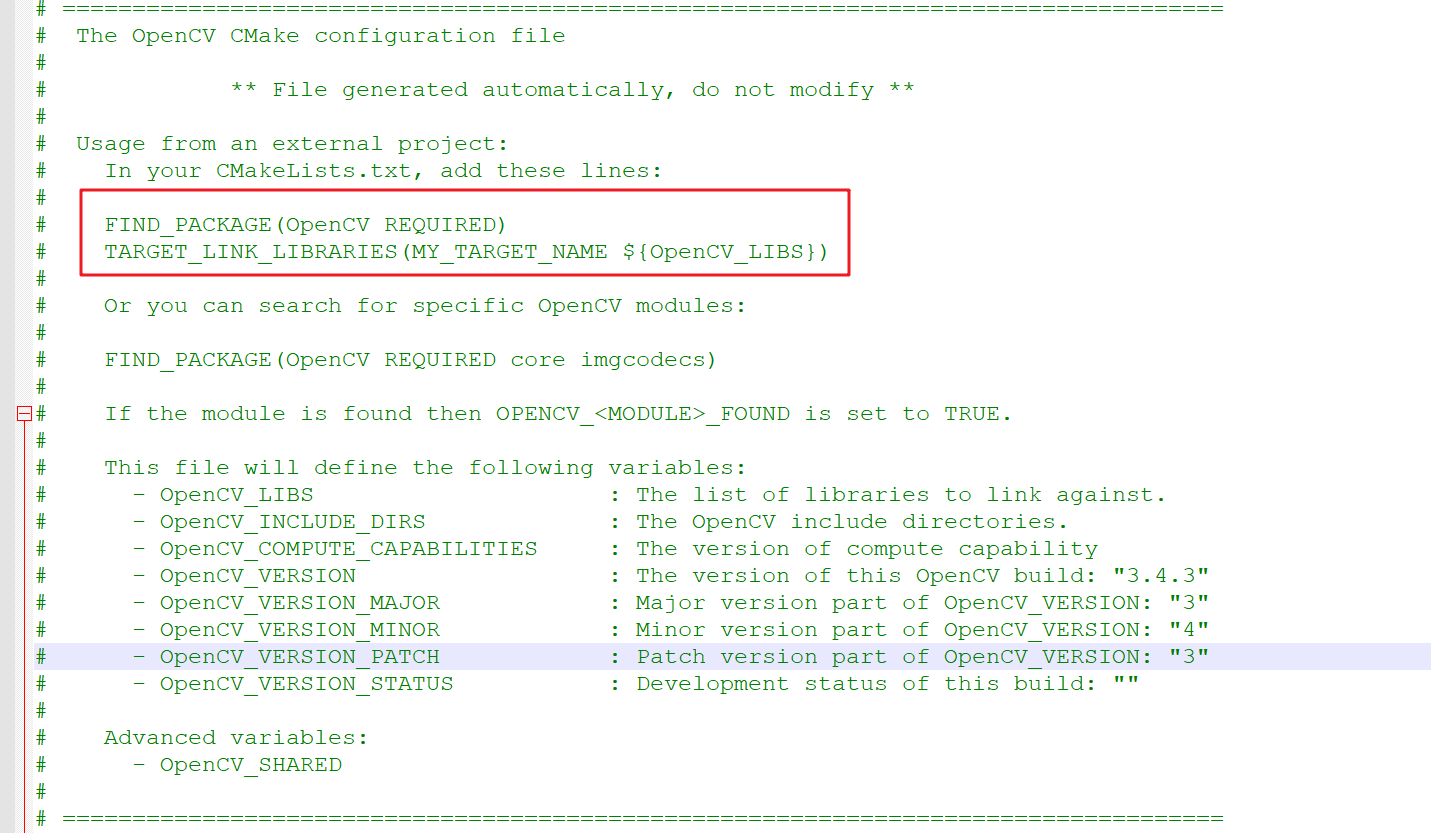 # ===================================================================================
#  The OpenCV CMake configuration file
#
#             ** File generated automatically, do not modify **
#
#  Usage from an external project:
#    In your CMakeLists.txt, add these lines:
#
#    FIND_PACKAGE(OpenCV REQUIRED)
#    TARGET_LINK_LIBRARIES(MY_TARGET_NAME ${OpenCV_LIBS})
#
#    Or you can search for specific OpenCV modules:
#
#    FIND_PACKAGE(OpenCV REQUIRED core imgcodecs)
#
#    If the module is found then OPENCV_<MODULE>_FOUND is set to TRUE.
#
#    This file will define the following variables:
#      - OpenCV_LIBS                     : The list of libraries to link against.
#      - OpenCV_INCLUDE_DIRS             : The OpenCV include directories.
#      - OpenCV_COMPUTE_CAPABILITIES     : The version of compute capability
#      - OpenCV_VERSION                  : The version of this OpenCV build: "3.4.3"
#      - OpenCV_VERSION_MAJOR            : Major version part of OpenCV_VERSION: "3"
#      - OpenCV_VERSION_MINOR            : Minor version part of OpenCV_VERSION: "4"
#      - OpenCV_VERSION_PATCH            : Patch version part of OpenCV_VERSION: "3"
#      - OpenCV_VERSION_STATUS           : Development status of this build: ""
#
#    Advanced variables:
#      - OpenCV_SHARED
#
# ===================================================================================